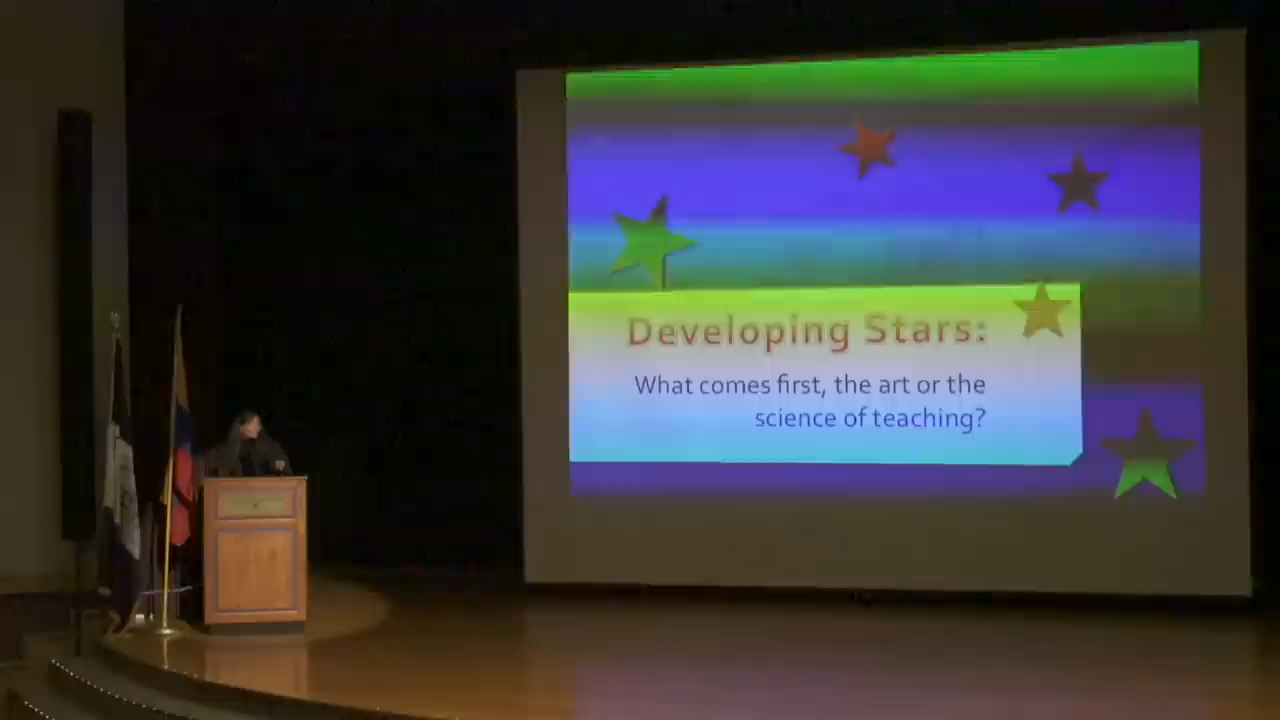 Developing Stars:
What comes first, the art or the
science of teaching?